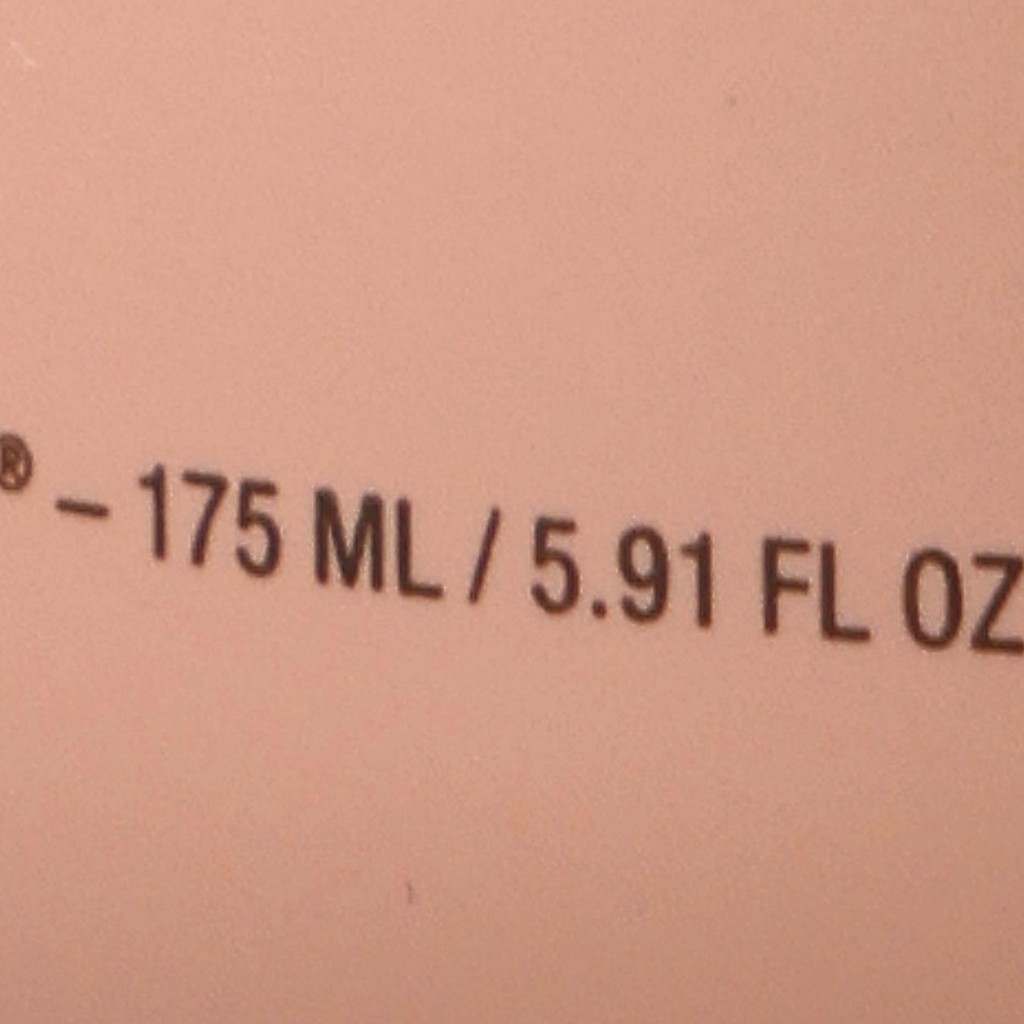 ® – 175 ML / 5.91 FL OZ